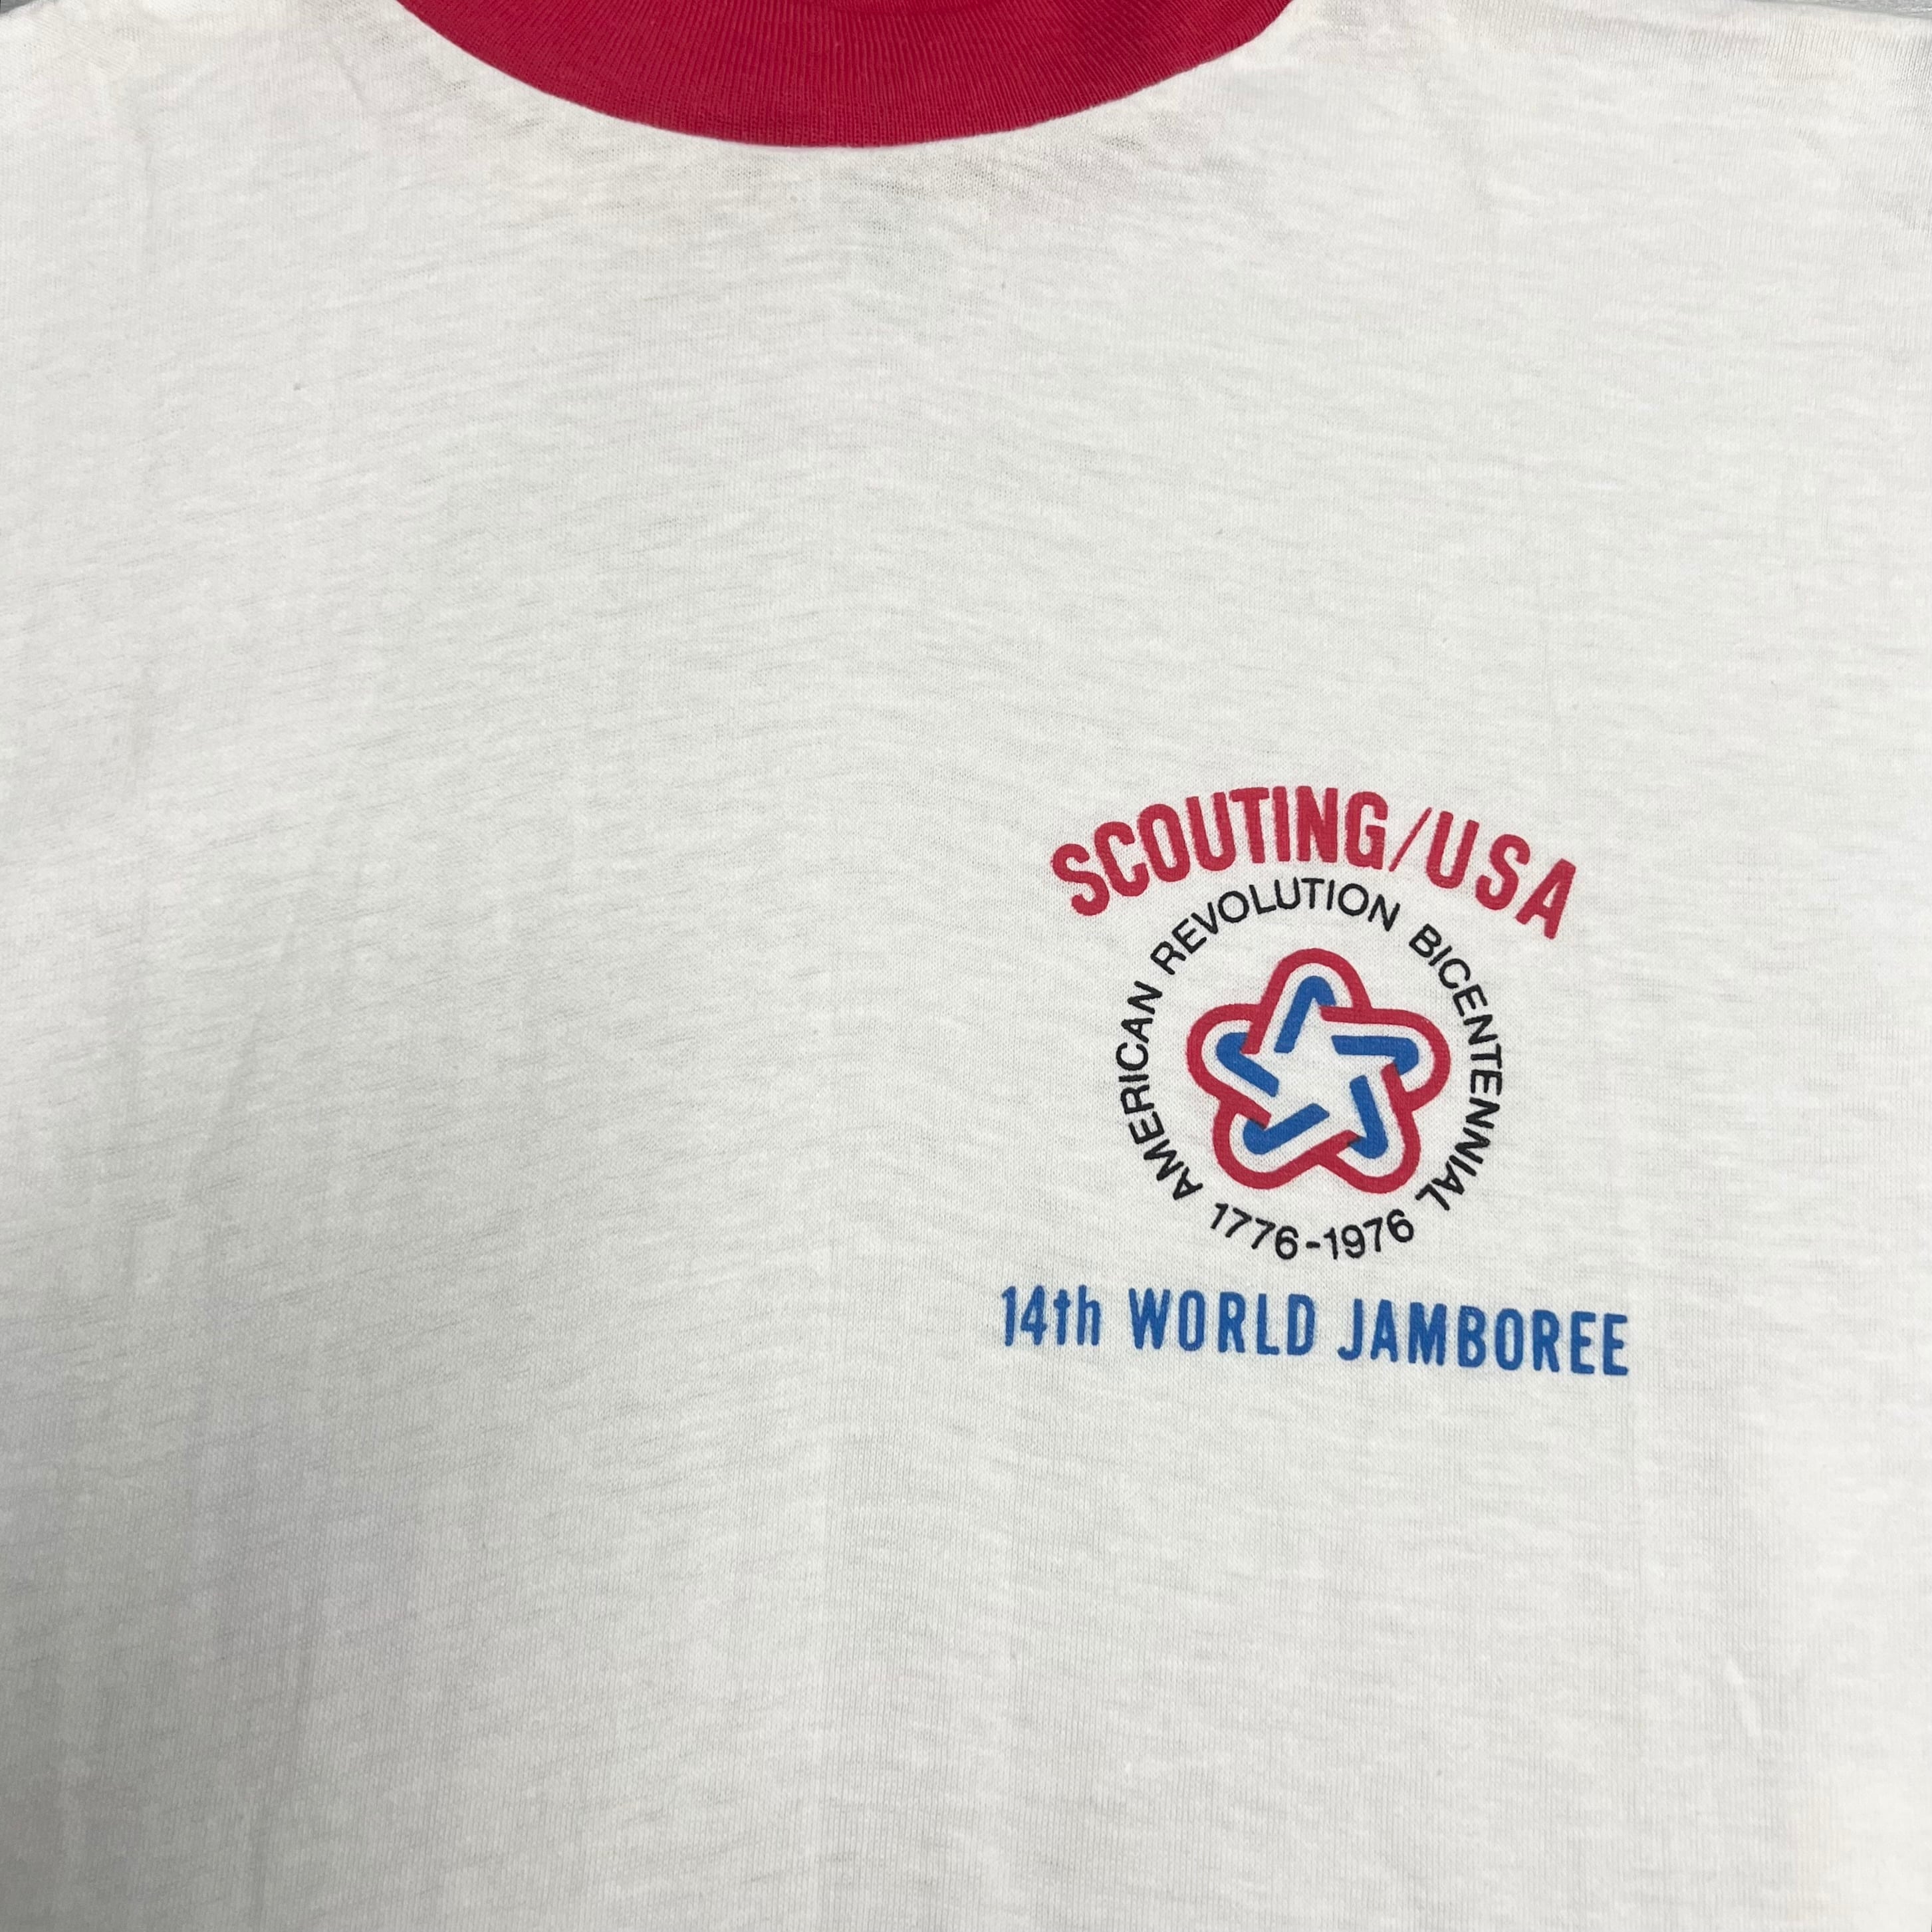 SCOUTING/USA
AMERICAN REVOLUTION BICENTENNIAL
1776-1976
14th WORLD JAMBOREE